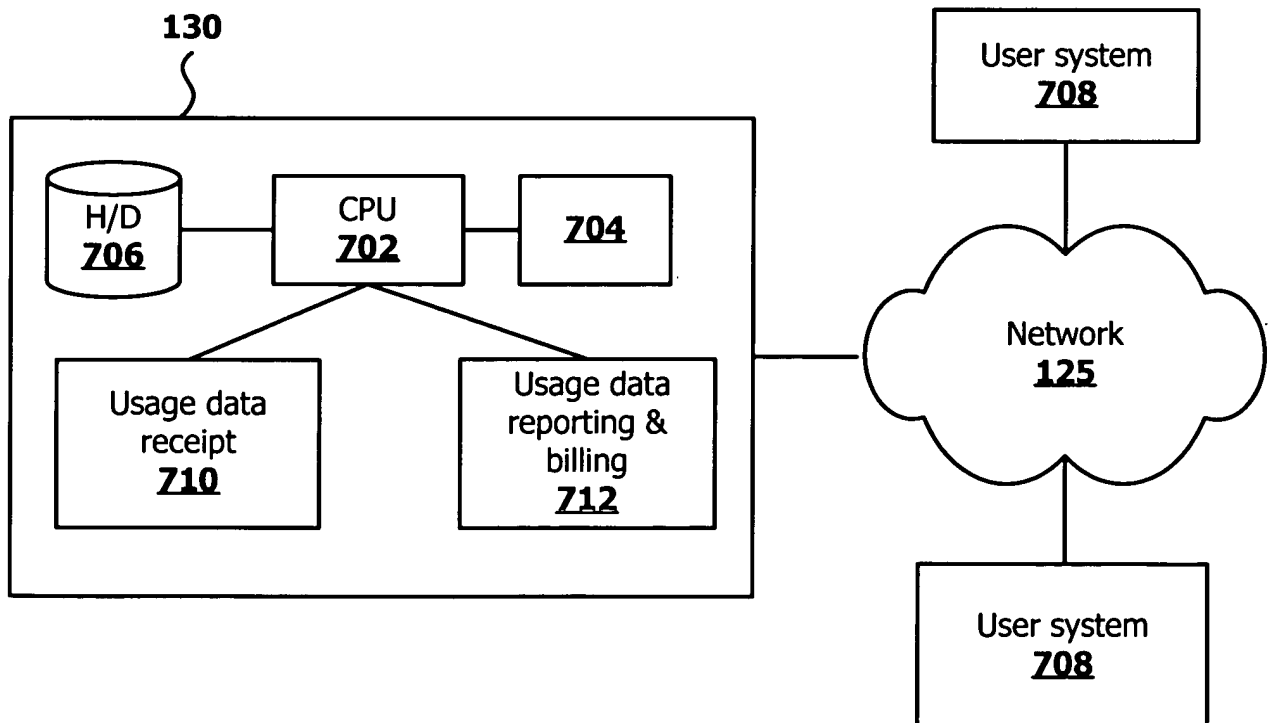 130
User system
708
H/D
706
CPU
702
704
Network
125
Usage data
receipt
710
Usage data
reporting &
billing
712
User system
708